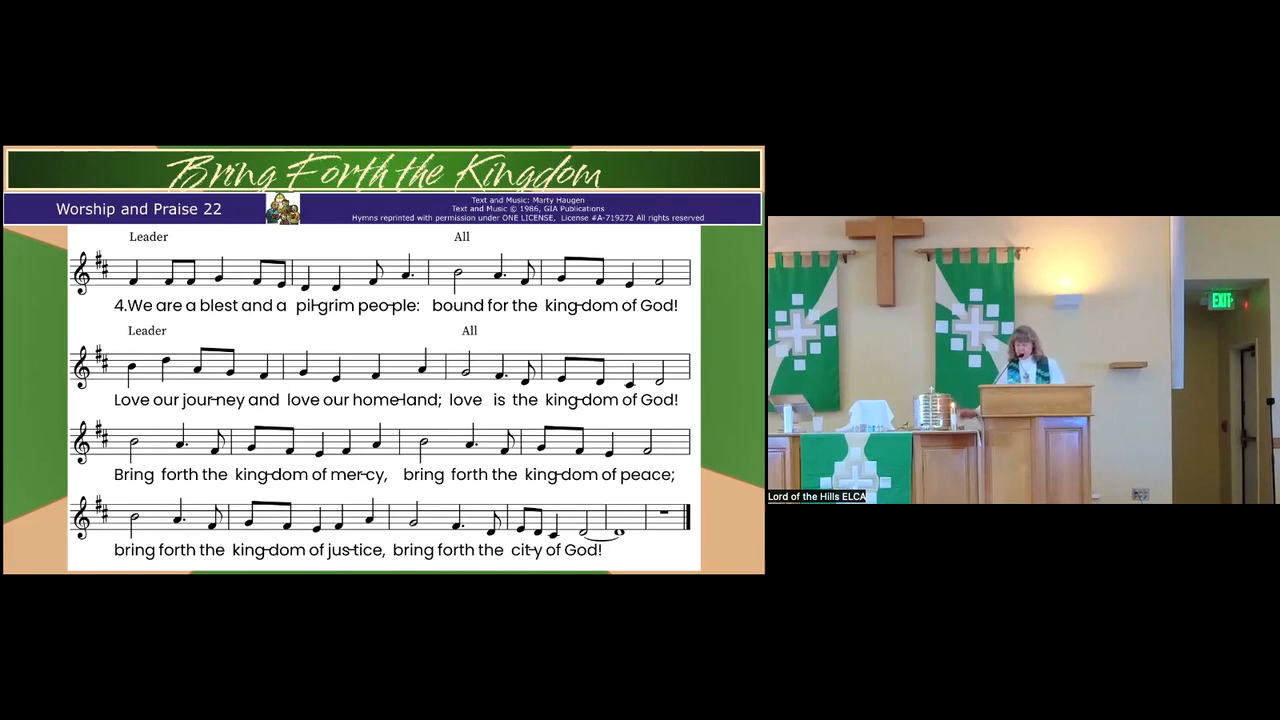 Bring Forth the Kingdom
Worship and Praise 22
Text and Music: Marty Haugen
Text and Music © 1986, GIA Publications
Hymns reprinted with permission under ONE LICENSE, License #A-719272 All rights reserved
Leader All
4.We are a blest and a pil-grim peo-ple: bound for the king-dom of God!
Leader All
Love our jour-ney and love our home-land; love is the king-dom of God!
Bring forth the king-dom of mer-cy, bring forth the king-dom of peace;
bring forth the king-dom of jus-tice, bring forth the cit-y of God!
EXIT
Lord of the Hills ELCA